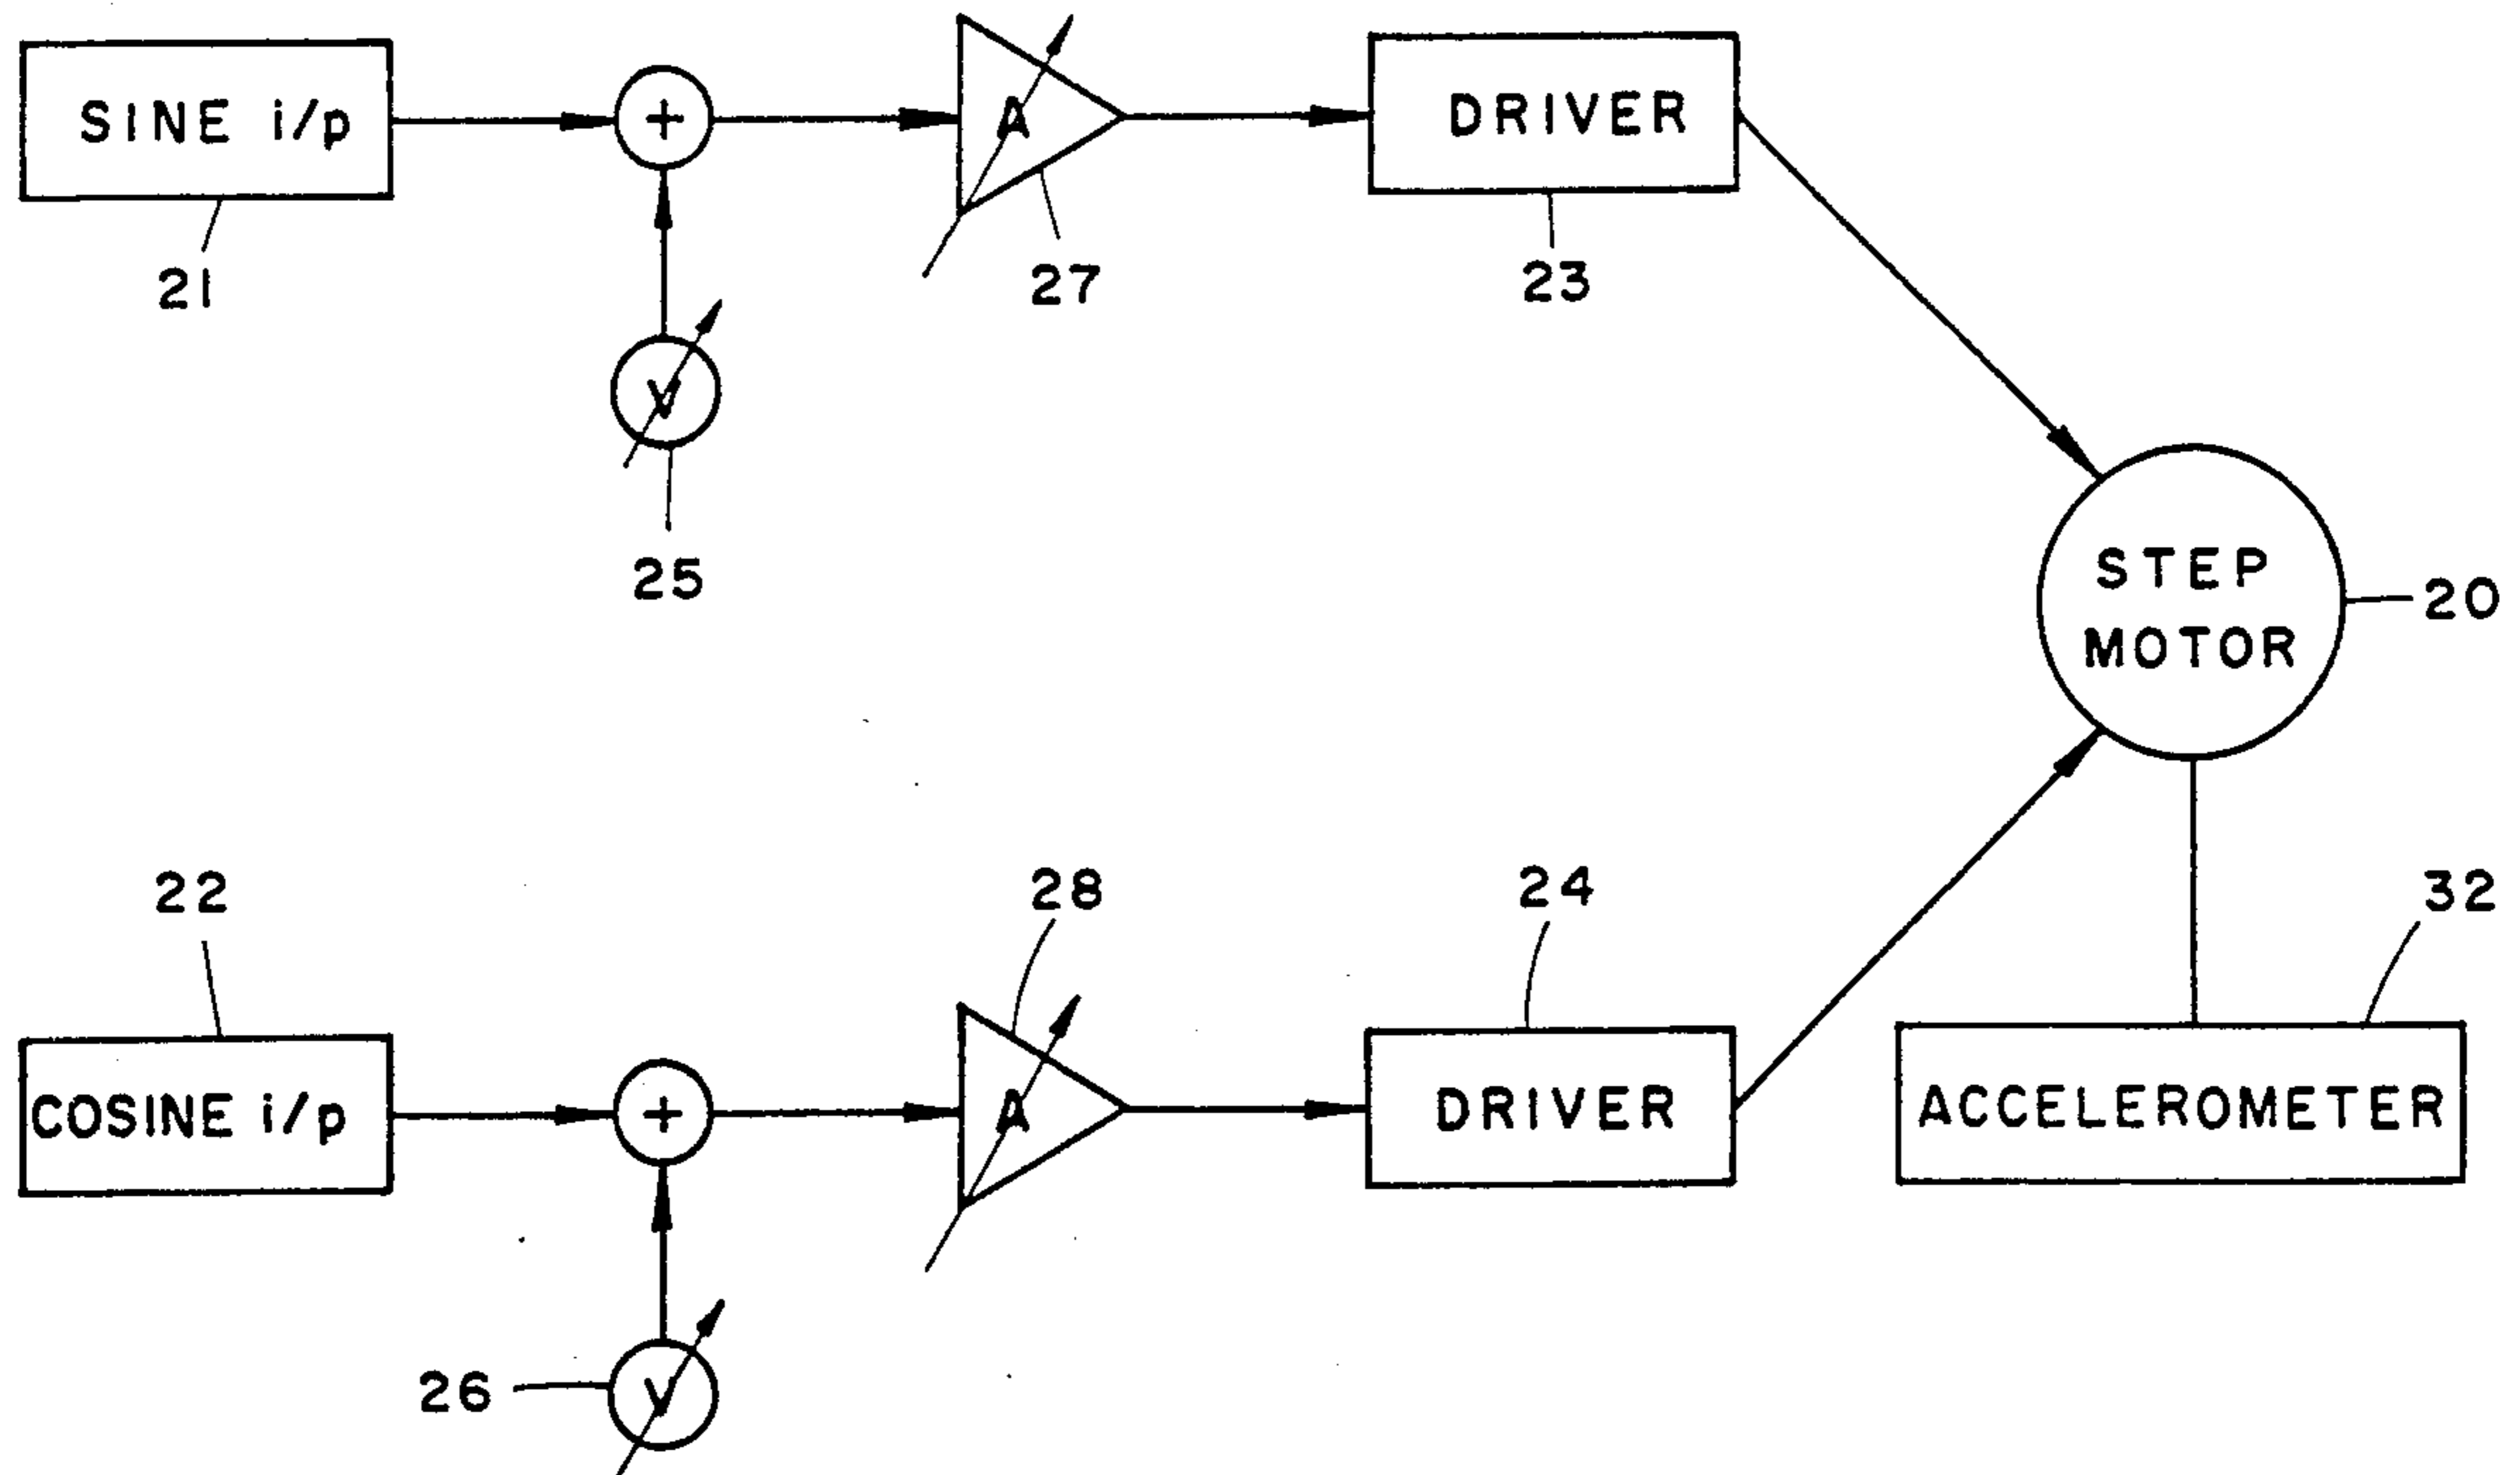 SINE i/p
+
A
DRIVER
21
27
23
V
25
STEP
MOTOR
20
22
28
24
32
COSINE i/p
+
A
DRIVER
ACCELEROMETER
26
V